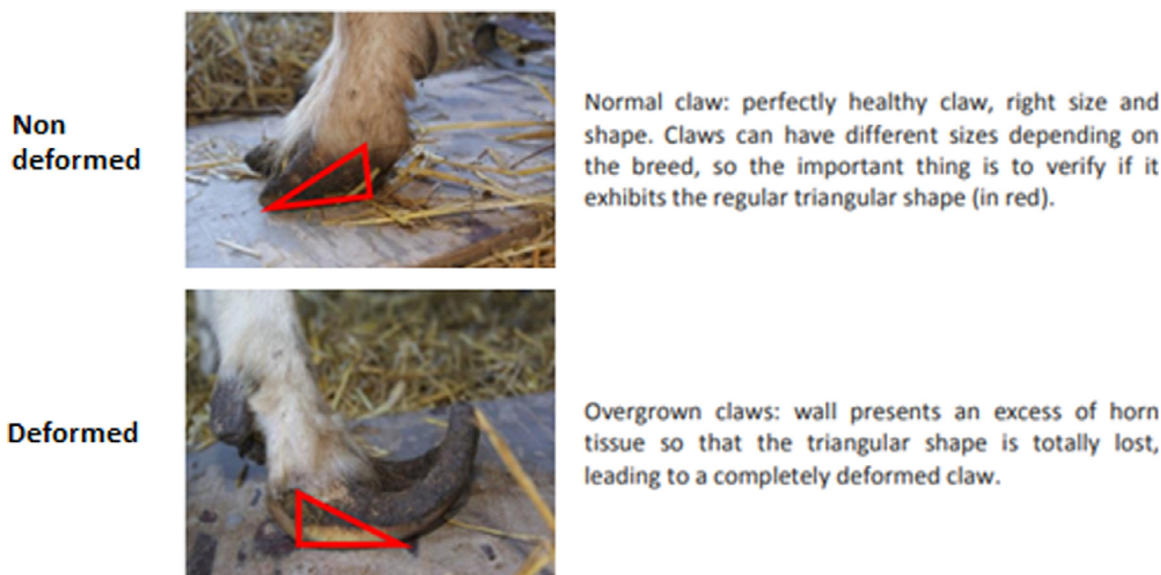 Non
deformed
Normal claw: perfectly healthy claw, right size and
shape. Claws can have different sizes depending on
the breed, so the important thing is to verify if it
exhibits the regular triangular shape (in red).
Deformed
Overgrown claws: wall presents an excess of horn
tissue so that the triangular shape is totally lost,
leading to a completely deformed claw.